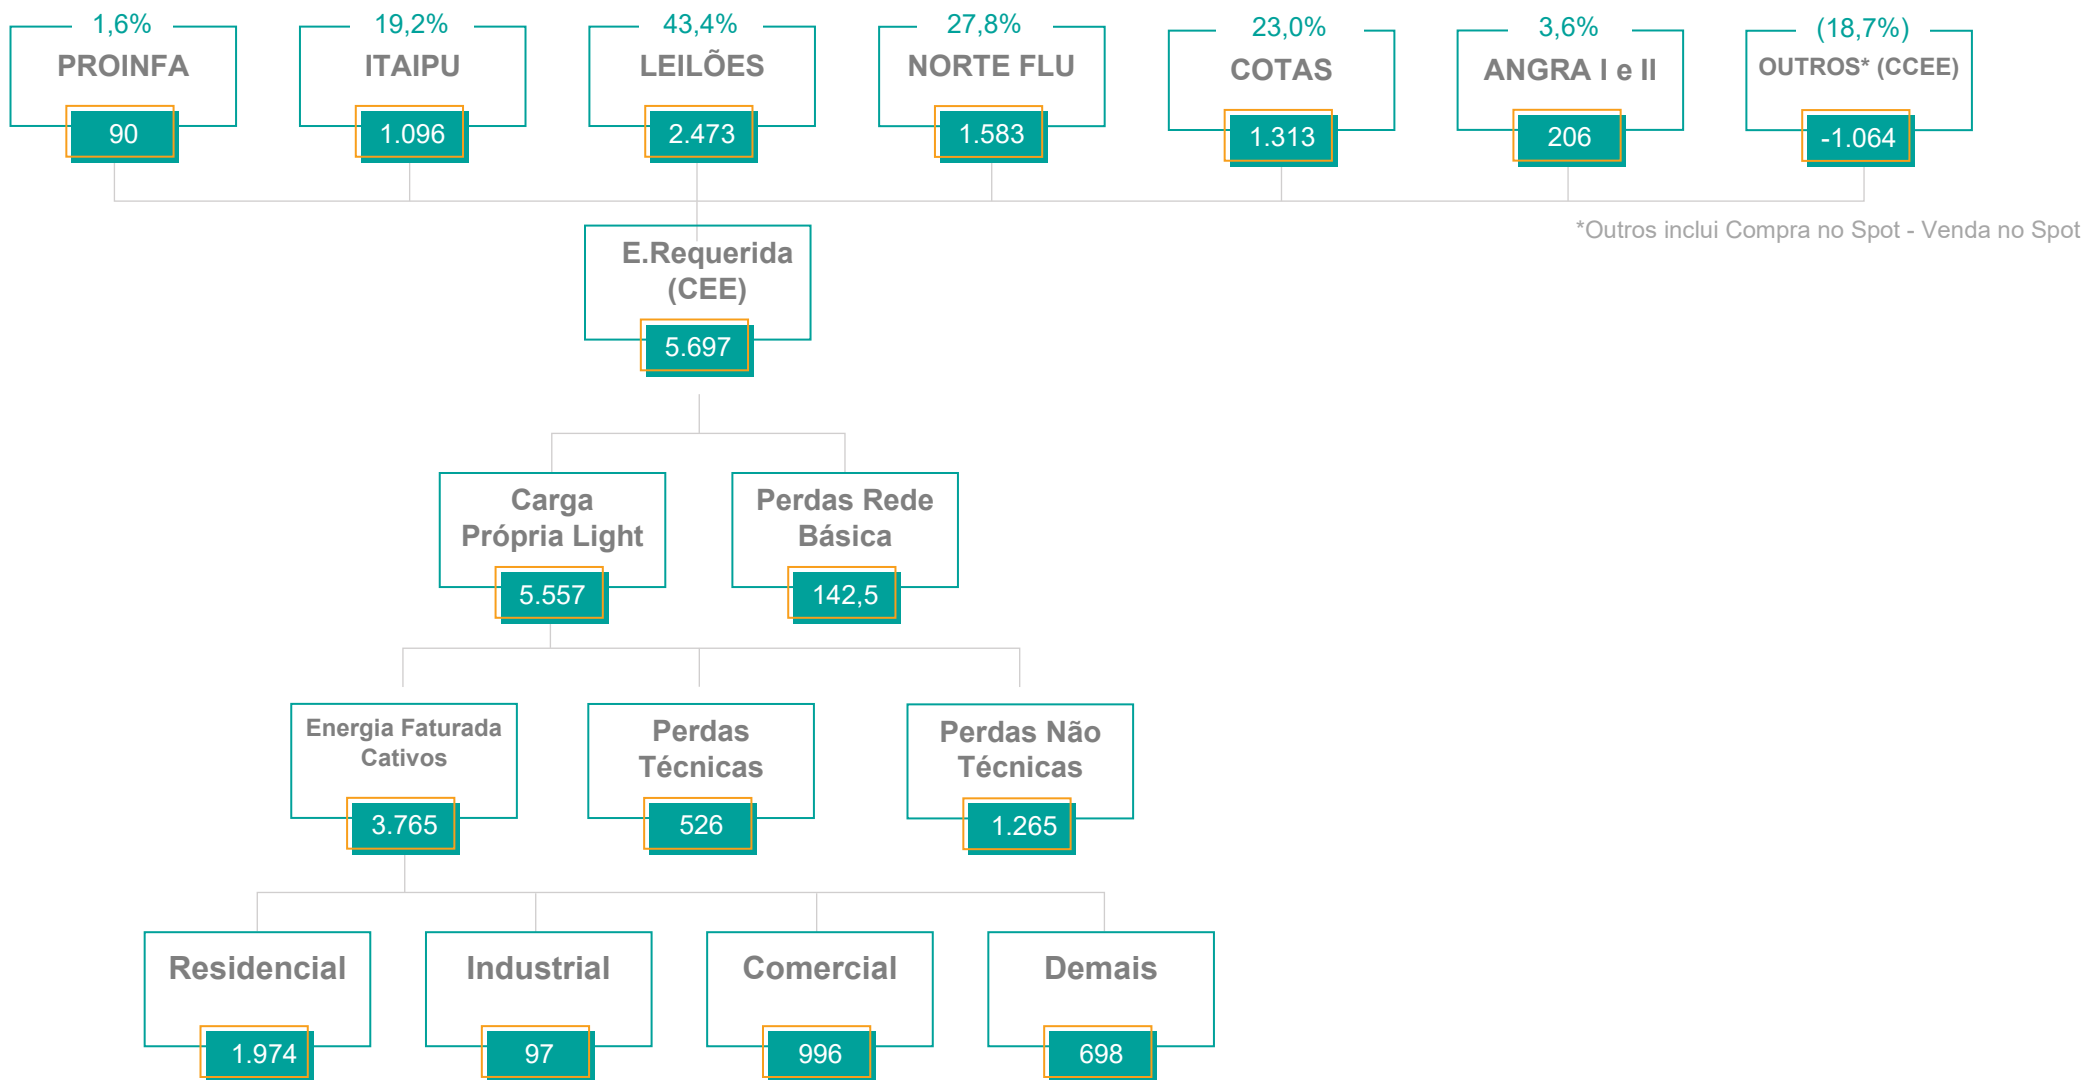 1,6%
PROINFA
90
19,2%
ITAIPU
1.096
43,4%
LEILÕES
2.473
27,8%
NORTE FLU
1.583
23,0%
COTAS
1.313
3,6%
ANGRA I e II
206
(18,7%)
OUTROS* (CCEE)
-1.064
*Outros inclui Compra no Spot - Venda no Spot
E.Requerida
(CEE)
5.697
Carga
Própria Light
5.557
Perdas Rede
Básica
142,5
Energia Faturada
Cativos
3.765
Perdas
Técnicas
526
Perdas Não
Técnicas
1.265
Residencial
1.974
Industrial
97
Comercial
996
Demais
698